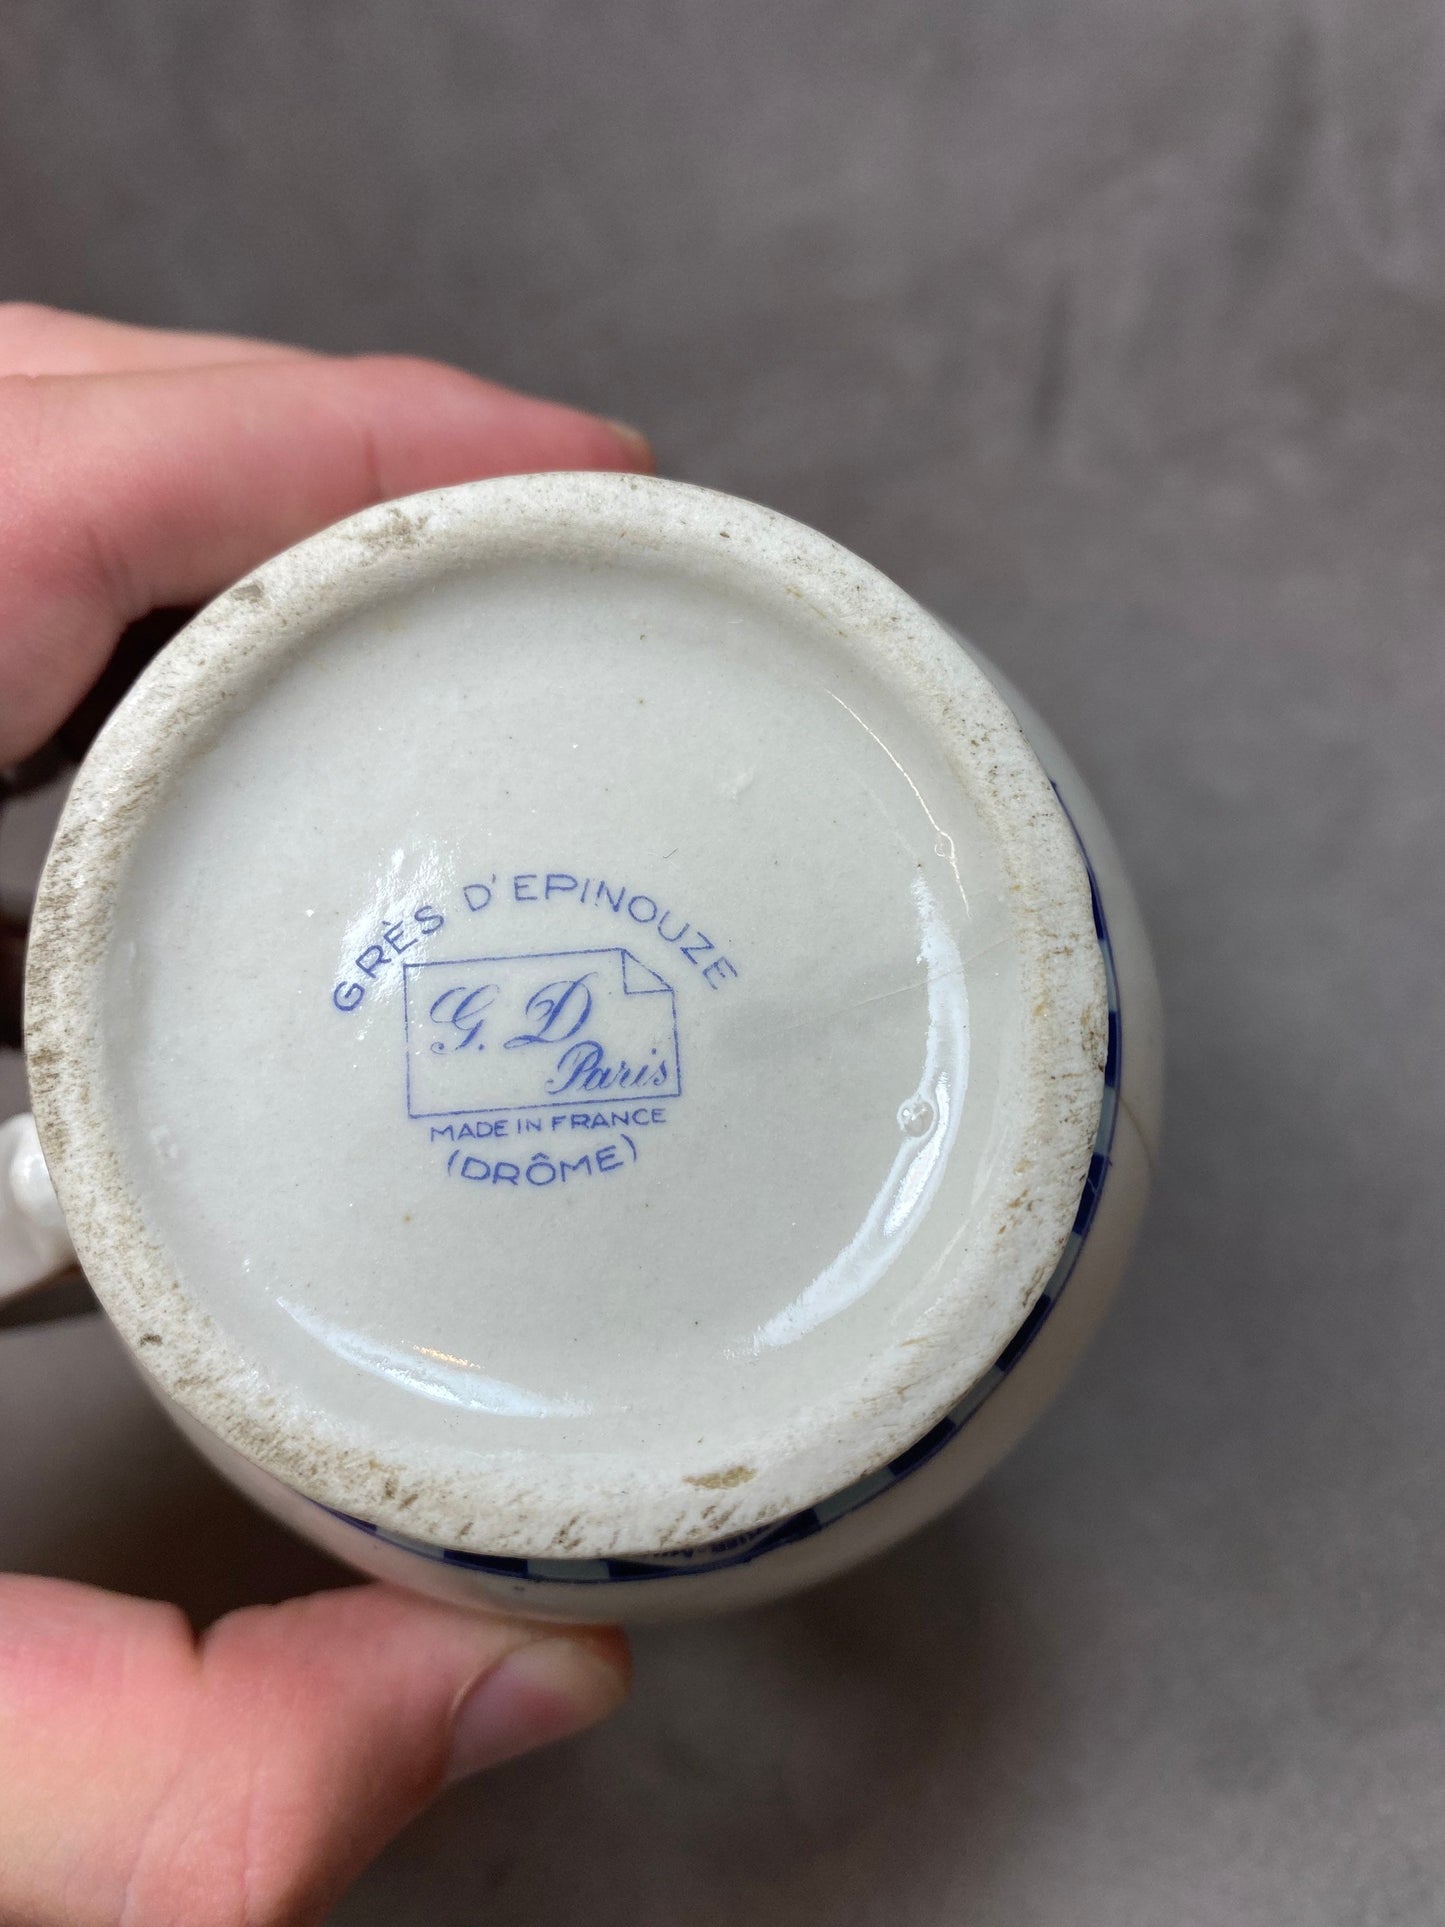 GRÈS D'EPINOUZE
G. D
Paris
MADE IN FRANCE
(DRÔME)